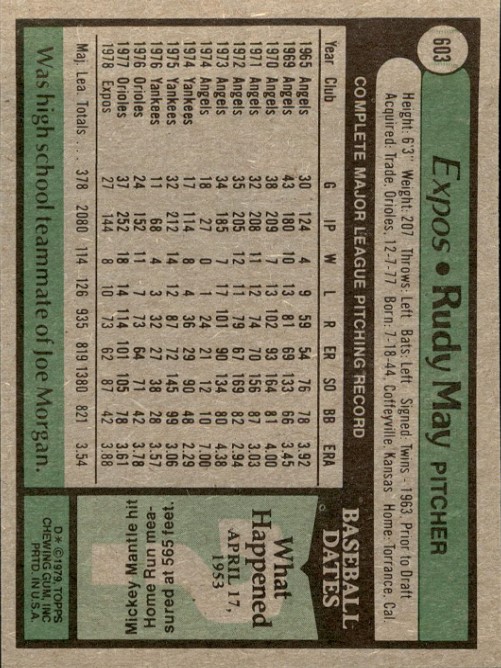 603
Expos • Rudy May PITCHER
Height: 6'3" Weight: 207 Throws: Left Bats: Left Signed: Twins - 1963, Prior to Draft
Acquired: Trade, Orioles, 12-7-77 Born: 7-18-44, Coffeyville, Kansas Home: Torrance, Cal.
COMPLETE MAJOR LEAGUE PITCHING RECORD
Year Club G IP W L R ER SO BB ERA
1965 Angels 30 124 4 9 59 54 76 78 3.92
1969 Angels 43 180 10 13 81 69 133 66 3.45
1970 Angels 38 209 7 13 102 93 164 81 4.00
1971 Angels 32 208 11 12 74 70 156 87 3.03
1972 Angels 35 205 12 11 79 67 169 82 2.94
1973 Angels 34 185 7 17 101 90 134 80 4.38
1974 Angels 18 27 0 1 24 21 12 10 7.00
1974 Yankees 17 114 8 4 36 29 90 48 2.29
1975 Yankees 32 212 14 12 87 72 145 99 3.06
1976 Yankees 11 68 4 3 32 27 38 28 3.57
1976 Orioles 24 152 11 7 73 64 71 42 3.78
1977 Orioles 37 252 18 14 114 101 105 78 3.61
1978 Expos 27 144 8 10 73 62 87 42 3.88
Maj. Lea. Totals . . . 378 2080 114 126 935 819 1380 821 3.54
Was high school teammate of Joe Morgan.
BASEBALL
DATES
What
Happened
APRIL 17,
1953
Mickey Mantle hit
Home Run mea-
sured at 565 feet.
D* © 1979, TOPPS
CHEWING GUM, INC
PRTD. IN U.S.A.